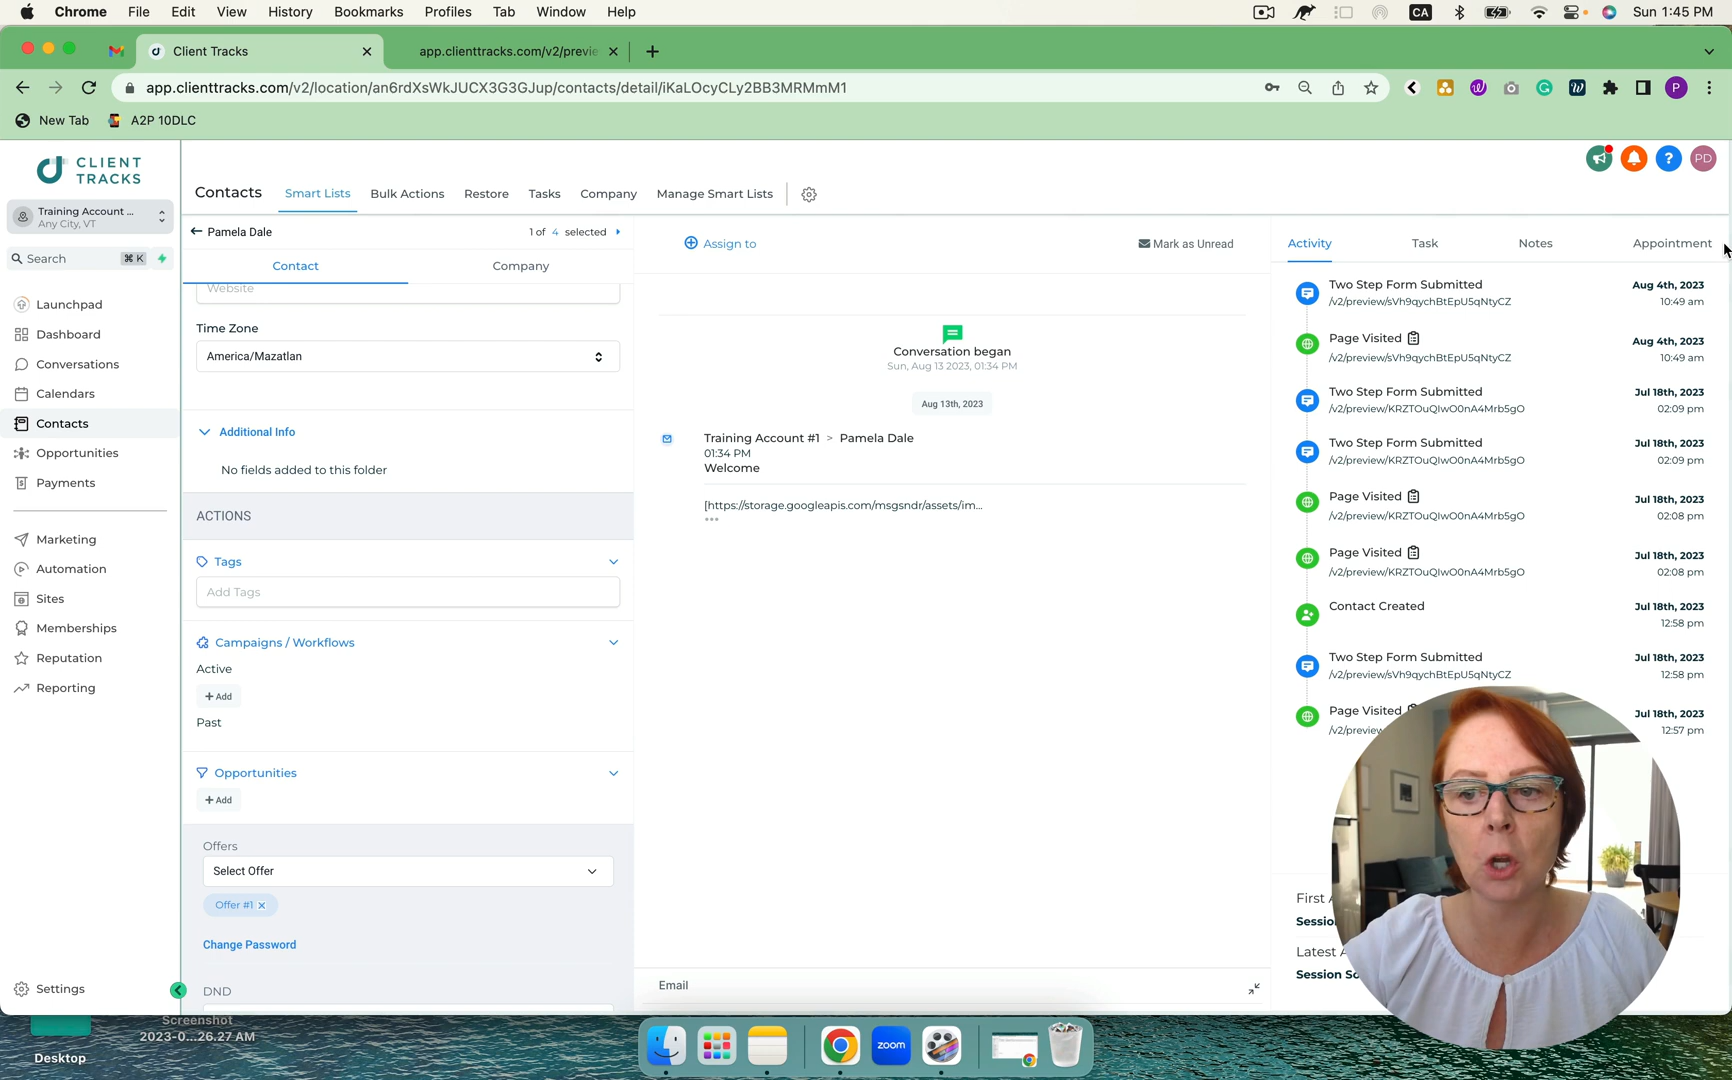 Chrome File Edit View History Bookmarks Profiles Tab Window Help CA Sun 1:45 PM
Client Tracks app.clienttracks.com/v2/previe
app.clienttracks.com/v2/location/an6rdXsWkJUCX3G3GJup/contacts/detail/iKaLOcyCLy2BB3MRMmM1
P
New Tab A2P 10DLC
CLIENT
TRACKS
Training Account ...
Any City, VT
Search ⌘ K
Launchpad
Dashboard
Conversations
Calendars
Contacts
Opportunities
Payments
Marketing
Automation
Sites
Memberships
Reputation
Reporting
Settings
Contacts Smart Lists Bulk Actions Restore Tasks Company Manage Smart Lists
? PD
Pamela Dale 1 of 4 selected
Contact Company
Website
Time Zone
America/Mazatlan
Additional Info
No fields added to this folder
ACTIONS
Tags
Add Tags
Campaigns / Workflows
Active
+ Add
Past
Opportunities
+ Add
Offers
Select Offer
Offer #1 ×
Change Password
DND
Assign to Mark as Unread
Conversation began
Sun, Aug 13 2023, 01:34 PM
Aug 13th, 2023
Training Account #1 > Pamela Dale
01:34 PM
Welcome
[https://storage.googleapis.com/msgsndr/assets/im...
Email
Activity Task Notes Appointment
Two Step Form Submitted Aug 4th, 2023
/v2/preview/sVh9qychBtEpU5qNtyCZ 10:49 am
Page Visited Aug 4th, 2023
/v2/preview/sVh9qychBtEpU5qNtyCZ 10:49 am
Two Step Form Submitted Jul 18th, 2023
/v2/preview/KRZTOuQIwO0nA4Mrb5gO 02:09 pm
Two Step Form Submitted Jul 18th, 2023
/v2/preview/KRZTOuQIwO0nA4Mrb5gO 02:09 pm
Page Visited Jul 18th, 2023
/v2/preview/KRZTOuQIwO0nA4Mrb5gO 02:08 pm
Page Visited Jul 18th, 2023
/v2/preview/KRZTOuQIwO0nA4Mrb5gO 02:08 pm
Contact Created Jul 18th, 2023
12:58 pm
Two Step Form Submitted Jul 18th, 2023
/v2/preview/sVh9qychBtEpU5qNtyCZ 12:58 pm
Page Visited Jul 18th, 2023
/v2/preview 12:57 pm
First A
Session
Latest A
Session So
Screenshot
2023-0...26.27 AM
Desktop
zoom